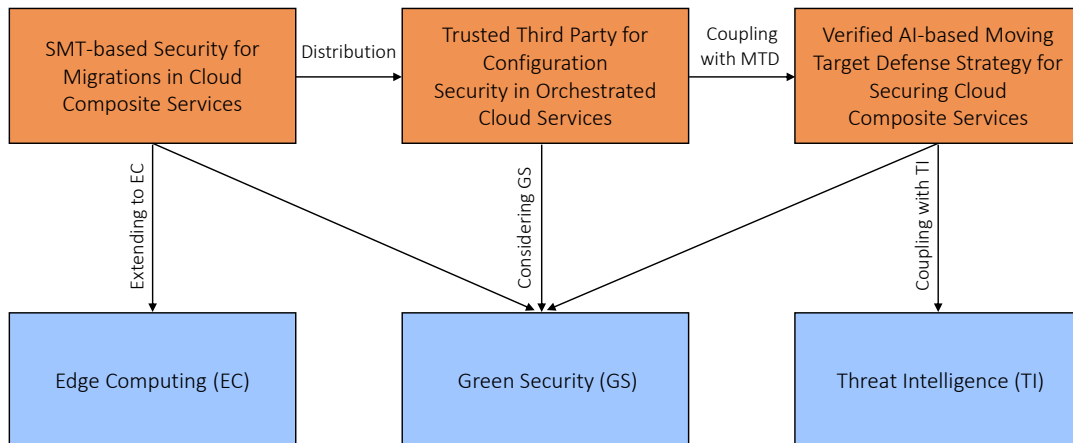 SMT-based Security for
Migrations in Cloud
Composite Services
Distribution
Trusted Third Party for
Configuration
Security in Orchestrated
Cloud Services
Coupling
with MTD
Verified AI-based Moving
Target Defense Strategy for
Securing Cloud
Composite Services
Extending to EC
Considering GS
Coupling with TI
Edge Computing (EC)
Green Security (GS)
Threat Intelligence (TI)